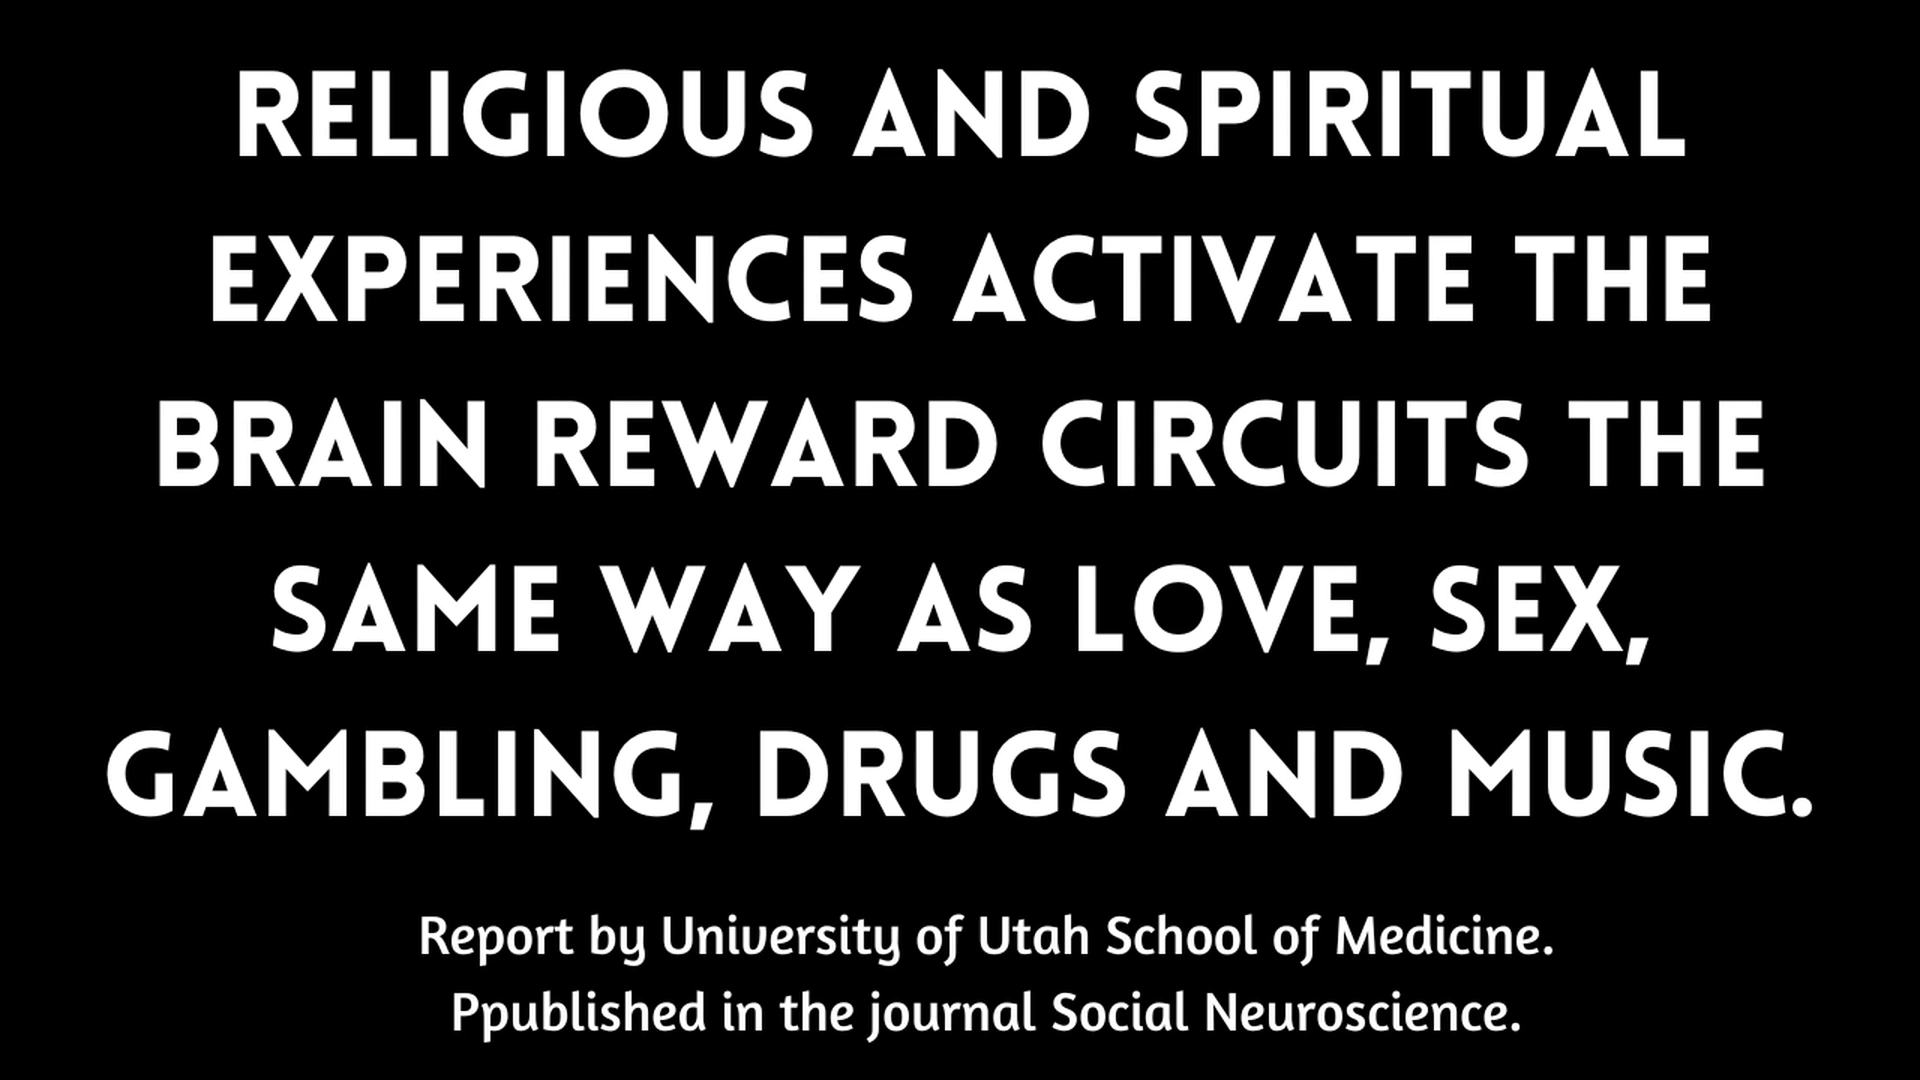 RELIGIOUS AND SPIRITUAL
EXPERIENCES ACTIVATE THE
BRAIN REWARD CIRCUITS THE
SAME WAY AS LOVE, SEX,
GAMBLING, DRUGS AND MUSIC.
Report by University of Utah School of Medicine.
Ppublished in the journal Social Neuroscience.